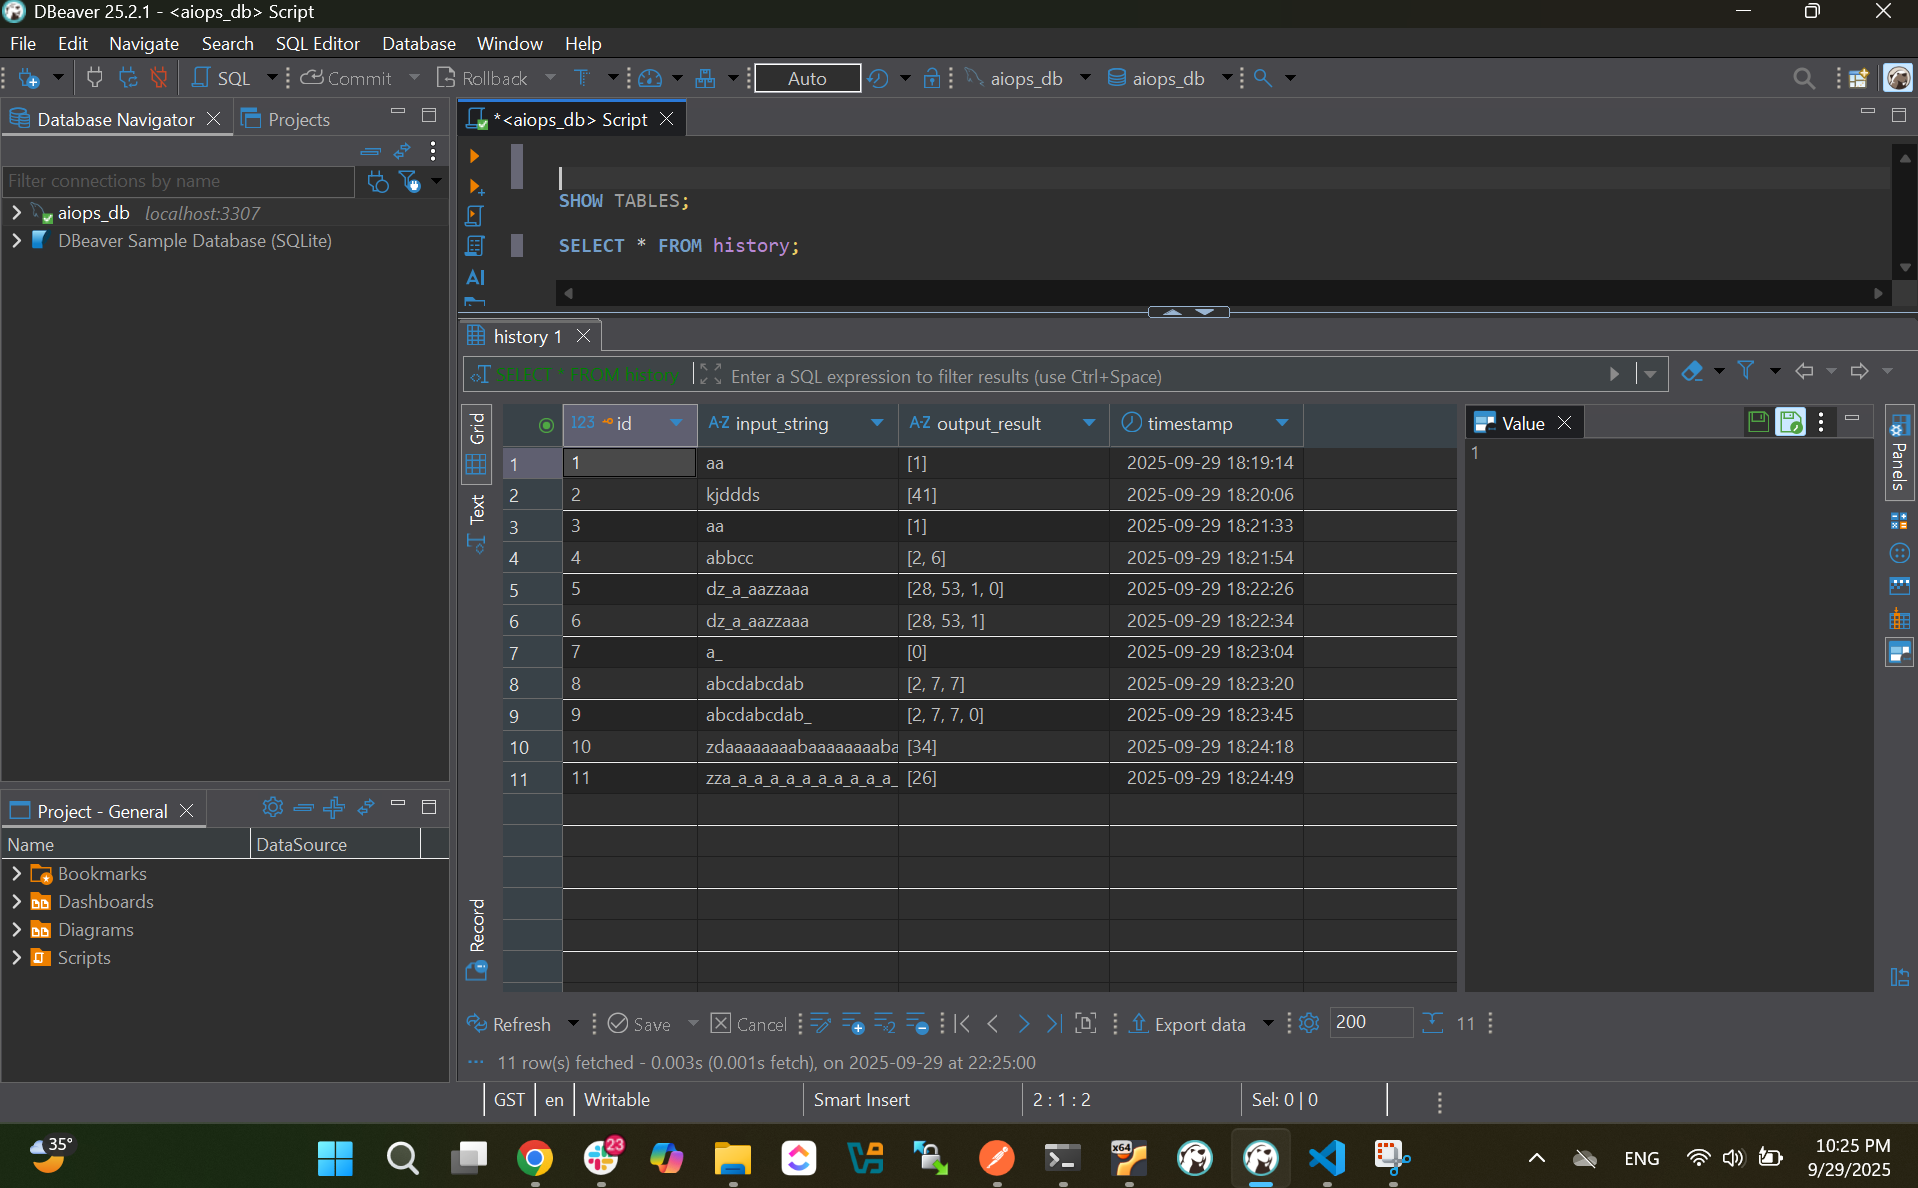 DBeaver 25.2.1 - <aiops_db> Script
File Edit Navigate Search SQL Editor Database Window Help
SQL Commit Rollback Auto aiops_db aiops_db
Database Navigator Projects
*<aiops_db> Script
Filter connections by name
aiops_db localhost:3307
DBeaver Sample Database (SQLite)
SHOW TABLES;
SELECT * FROM history;
AI
history 1
SELECT * FROM history Enter a SQL expression to filter results (use Ctrl+Space)
Grid
Text
Record
123 id A-Z input_string A-Z output_result timestamp
1 1 aa [1] 2025-09-29 18:19:14
2 2 kjddds [41] 2025-09-29 18:20:06
3 3 aa [1] 2025-09-29 18:21:33
4 4 abbcc [2, 6] 2025-09-29 18:21:54
5 5 dz_a_aazzaaa [28, 53, 1, 0] 2025-09-29 18:22:26
6 6 dz_a_aazzaaa [28, 53, 1] 2025-09-29 18:22:34
7 7 a_ [0] 2025-09-29 18:23:04
8 8 abcdabcdab [2, 7, 7] 2025-09-29 18:23:20
9 9 abcdabcdab_ [2, 7, 7, 0] 2025-09-29 18:23:45
10 10 zdaaaaaaaabaaaaaaaaba [34] 2025-09-29 18:24:18
11 11 zza_a_a_a_a_a_a_a_a_a_a_ [26] 2025-09-29 18:24:49
Value
1
Panels
Project - General
Name DataSource
Bookmarks
Dashboards
Diagrams
Scripts
Refresh Save Cancel Export data 200 11
11 row(s) fetched - 0.003s (0.001s fetch), on 2025-09-29 at 22:25:00
GST en Writable Smart Insert 2 : 1 : 2 Sel: 0 | 0
35°
23
x64
ENG
10:25 PM
9/29/2025